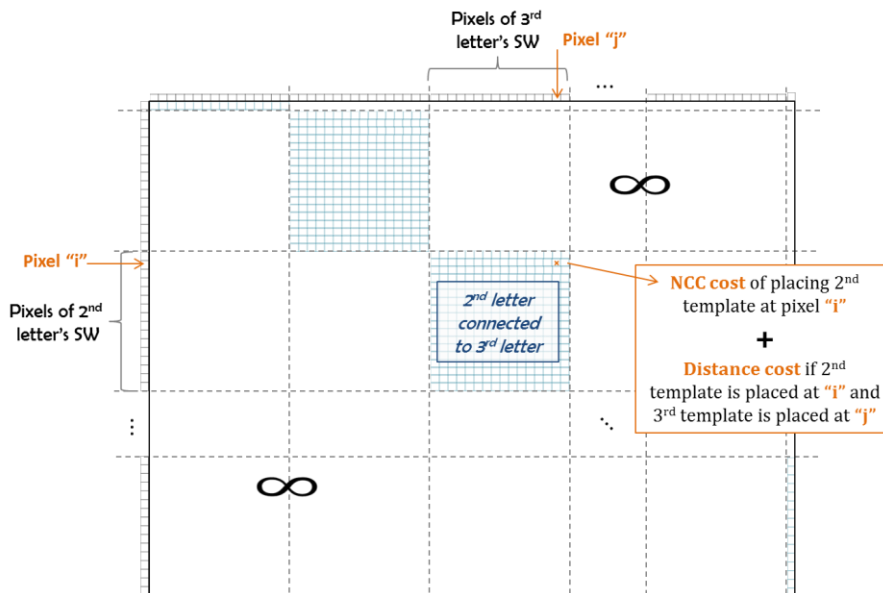 Pixels of 3rd
letter's SW
Pixel "j"
...
∞
Pixel "i"
Pixels of 2nd
letter's SW
2nd letter
connected
to 3rd letter
NCC cost of placing 2nd
template at pixel "i"
+
Distance cost if 2nd
template is placed at "i" and
3rd template is placed at "j"
⋮
⋱
∞